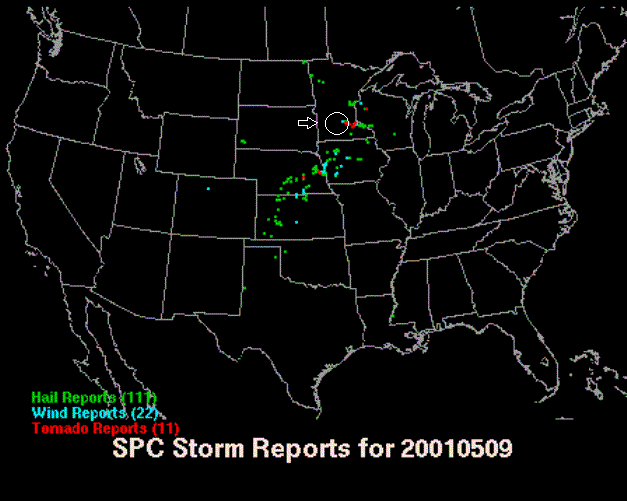 Hail Reports (111)
Wind Reports (22)
Tornado Reports (11)
SPC Storm Reports for 20010509